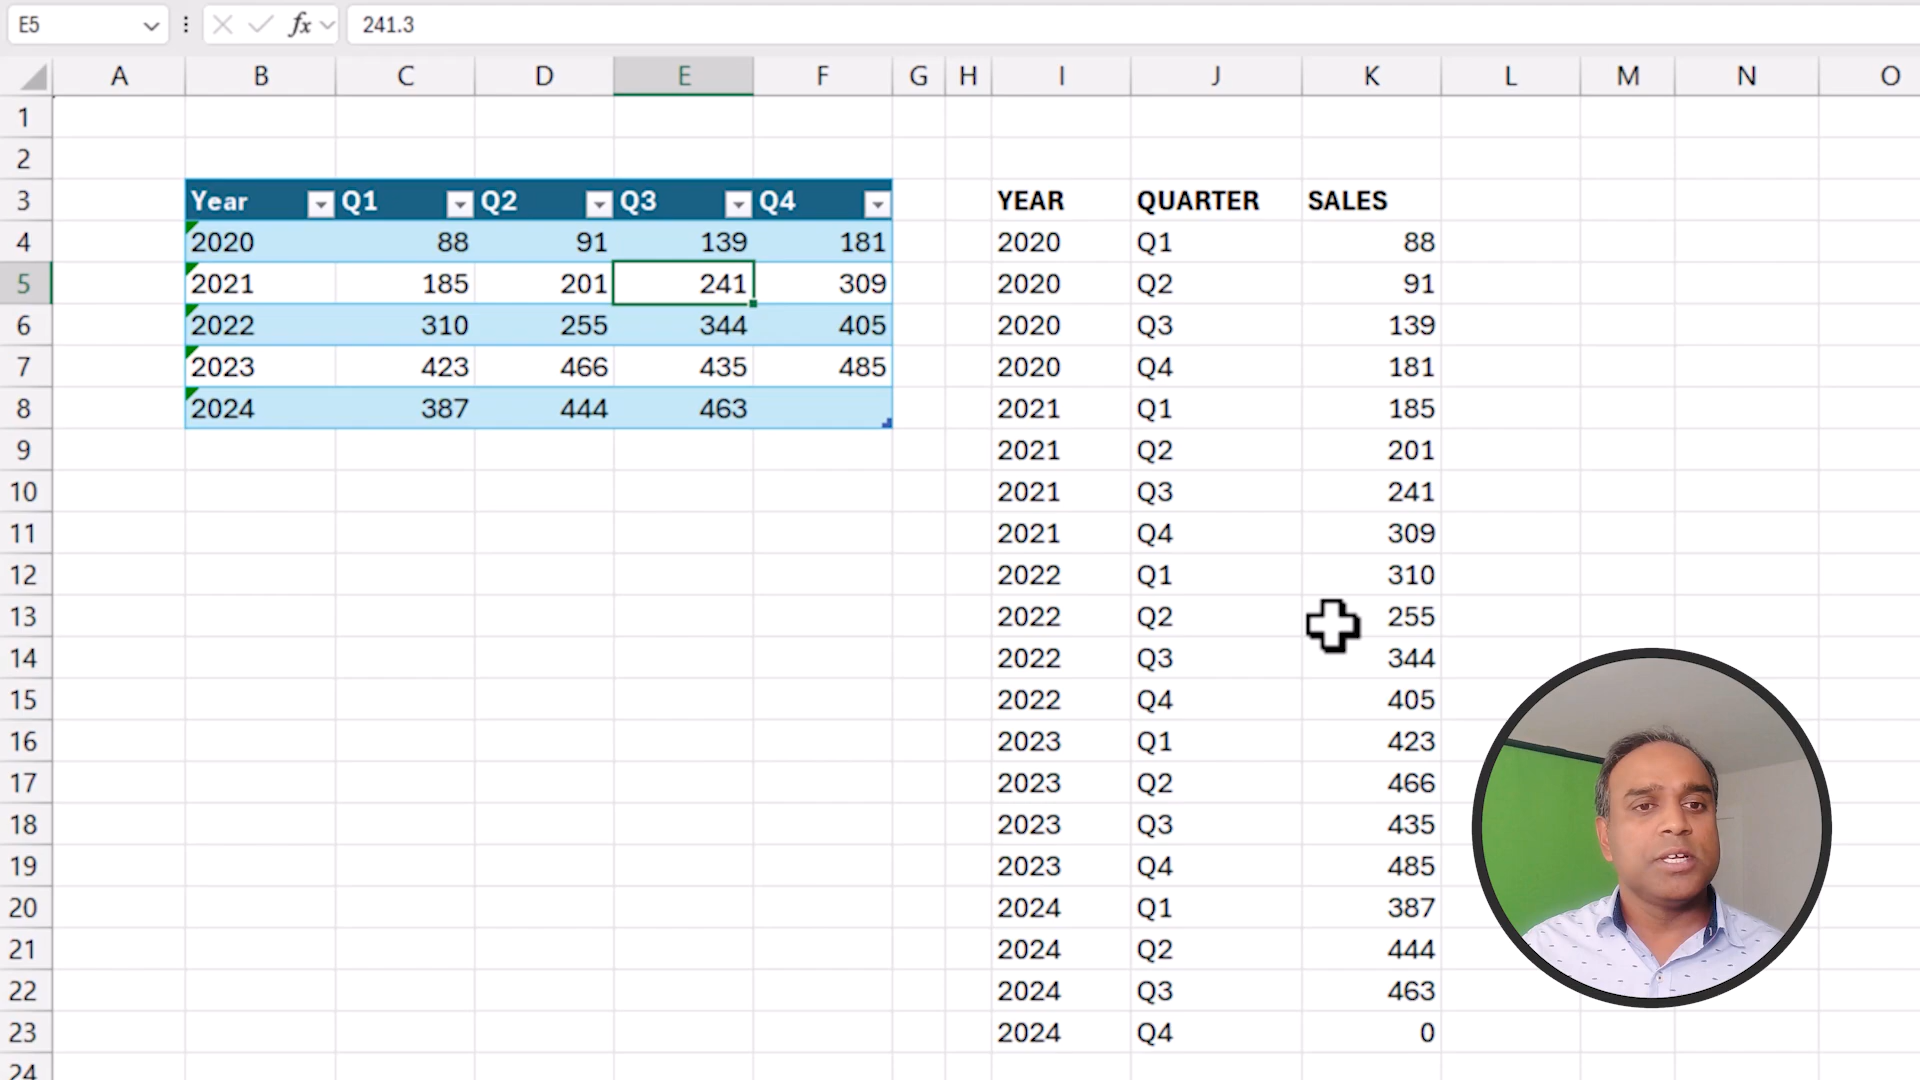 E5 fx 241.3
A B C D E F G H I J K L M N O
1
2
3 Year Q1 Q2 Q3 Q4 YEAR QUARTER SALES
4 2020 88 91 139 181 2020 Q1 88
5 2021 185 201 241 309 2020 Q2 91
6 2022 310 255 344 405 2020 Q3 139
7 2023 423 466 435 485 2020 Q4 181
8 2024 387 444 463 2021 Q1 185
9 2021 Q2 201
10 2021 Q3 241
11 2021 Q4 309
12 2022 Q1 310
13 2022 Q2 255
14 2022 Q3 344
15 2022 Q4 405
16 2023 Q1 423
17 2023 Q2 466
18 2023 Q3 435
19 2023 Q4 485
20 2024 Q1 387
21 2024 Q2 444
22 2024 Q3 463
23 2024 Q4 0
24